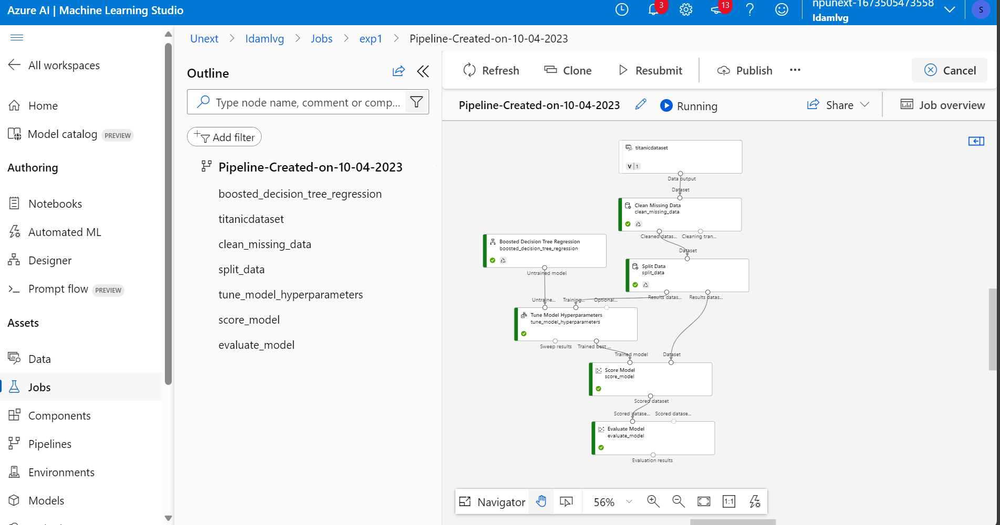 Azure AI | Machine Learning Studio
3
13
npunext-1673505473558
ldamlvg
S
All workspaces
Home
Model catalog PREVIEW
Authoring
Notebooks
Automated ML
Designer
Prompt flow PREVIEW
Assets
Data
Jobs
Components
Pipelines
Environments
Models
Unext > ldamlvg > Jobs > exp1 > Pipeline-Created-on-10-04-2023
Outline
Type node name, comment or comp...
Add filter
Pipeline-Created-on-10-04-2023
boosted_decision_tree_regression
titanicdataset
clean_missing_data
split_data
tune_model_hyperparameters
score_model
evaluate_model
Refresh
Clone
Resubmit
Publish
...
Cancel
Pipeline-Created-on-10-04-2023
Running
Share
Job overview
titanicdataset
V | 1
Data output
Dataset
Clean Missing Data
clean_missing_data
Cleaned datas... Cleaning tran...
Dataset
Boosted Decision Tree Regression
boosted_decision_tree_regression
Untrained model
Split Data
split_data
Results datas... Results datas...
Untraine... Training... Optional...
Tune Model Hyperparameters
tune_model_hyperparameters
Sweep results Trained best ...
Trained model Dataset
Score Model
score_model
Scored dataset
Scored datase... Scored datase...
Evaluate Model
evaluate_model
Evaluation results
Navigator
56%
1:1